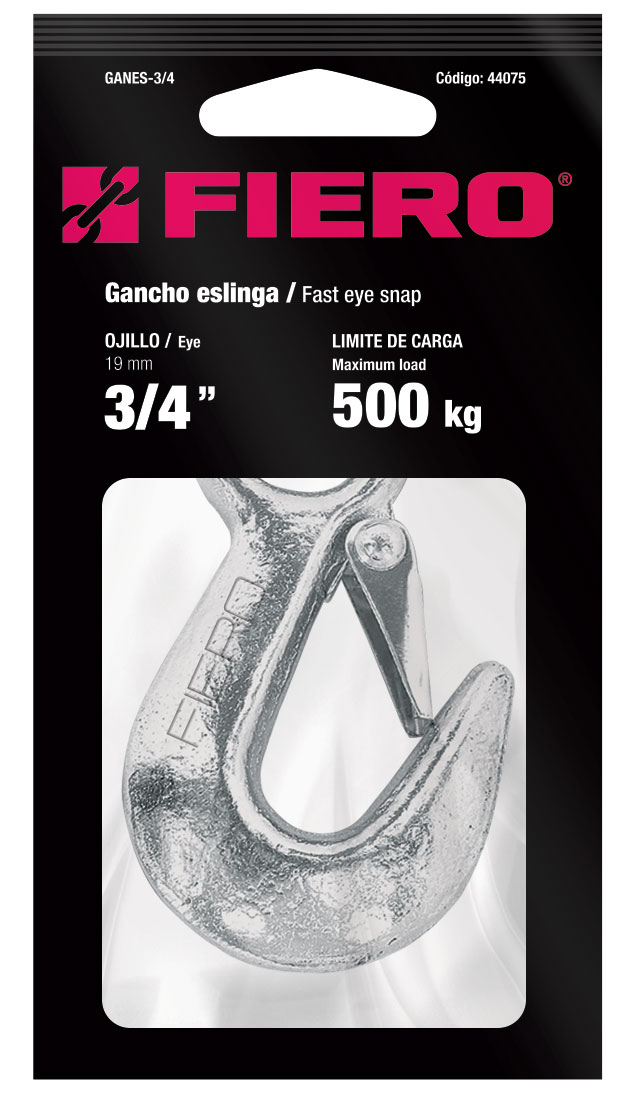 GANES-3/4 Código: 44075
FIERO®
Gancho eslinga / Fast eye snap
OJILLO / Eye
19 mm
3/4”
LIMITE DE CARGA
Maximum load
500 kg
FIERO